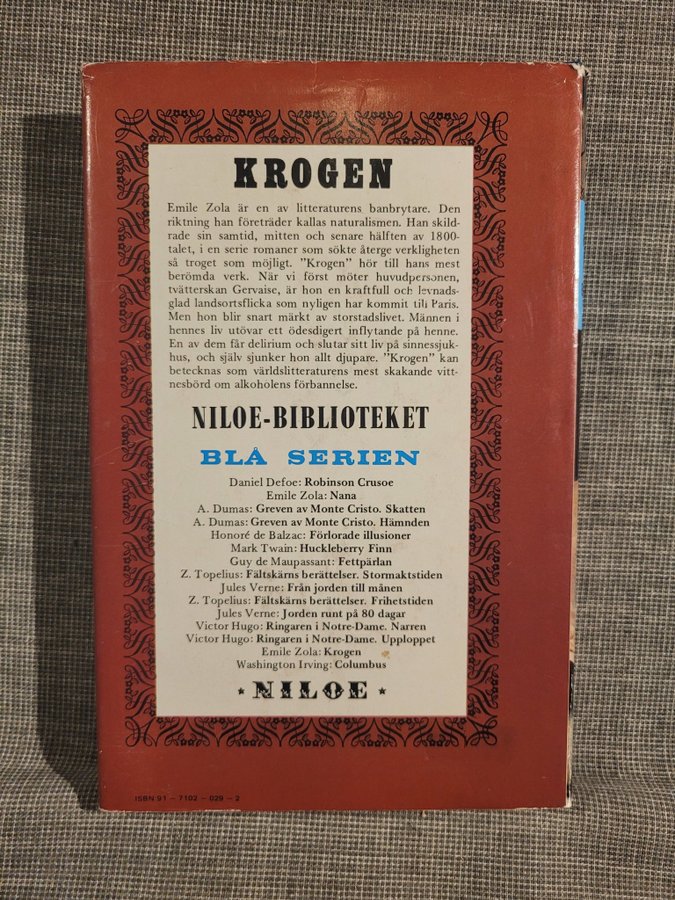 KROGEN
Emile Zola är en av litteraturens banbrytare. Den
riktning han företräder kallas naturalismen. Han skild-
rade sin samtid, mitten och senare hälften av 1800-
talet, i en serie romaner som sökte återge verkligheten
så troget som möjligt. "Krogen" hör till hans mest
berömda verk. När vi först möter huvudpersonen,
tvätterskan Gervaise, är hon en kraftfull och levnads-
glad landsortsflicka som nyligen har kommit till Paris.
Men hon blir snart märkt av storstadslivet. Männen i
hennes liv utövar ett ödesdigert inflytande på henne.
En av dem får delirium och slutar sitt liv på sinnessjuk-
hus, och själv sjunker hon allt djupare. "Krogen" kan
betecknas som världslitteraturens mest skakande vitt-
nesbörd om alkoholens förbannelse.
NILOE-BIBLIOTEKET
BLÅ SERIEN
Daniel Defoe: Robinson Crusoe
Emile Zola: Nana
A. Dumas: Greven av Monte Cristo. Skatten
A. Dumas: Greven av Monte Cristo. Hämnden
Honoré de Balzac: Förlorade illusioner
Mark Twain: Huckleberry Finn
Guy de Maupassant: Fettpärlan
Z. Topelius: Fältskärns berättelser. Stormaktstiden
Jules Verne: Från jorden till månen
Z. Topelius: Fältskärns berättelser. Frihetstiden
Jules Verne: Jorden runt på 80 dagar
Victor Hugo: Ringaren i Notre-Dame. Narren
Victor Hugo: Ringaren i Notre-Dame. Upploppet
Emile Zola: Krogen
Washington Irving: Columbus
* NILOE *
ISBN 91 - 7102 - 029 - 2